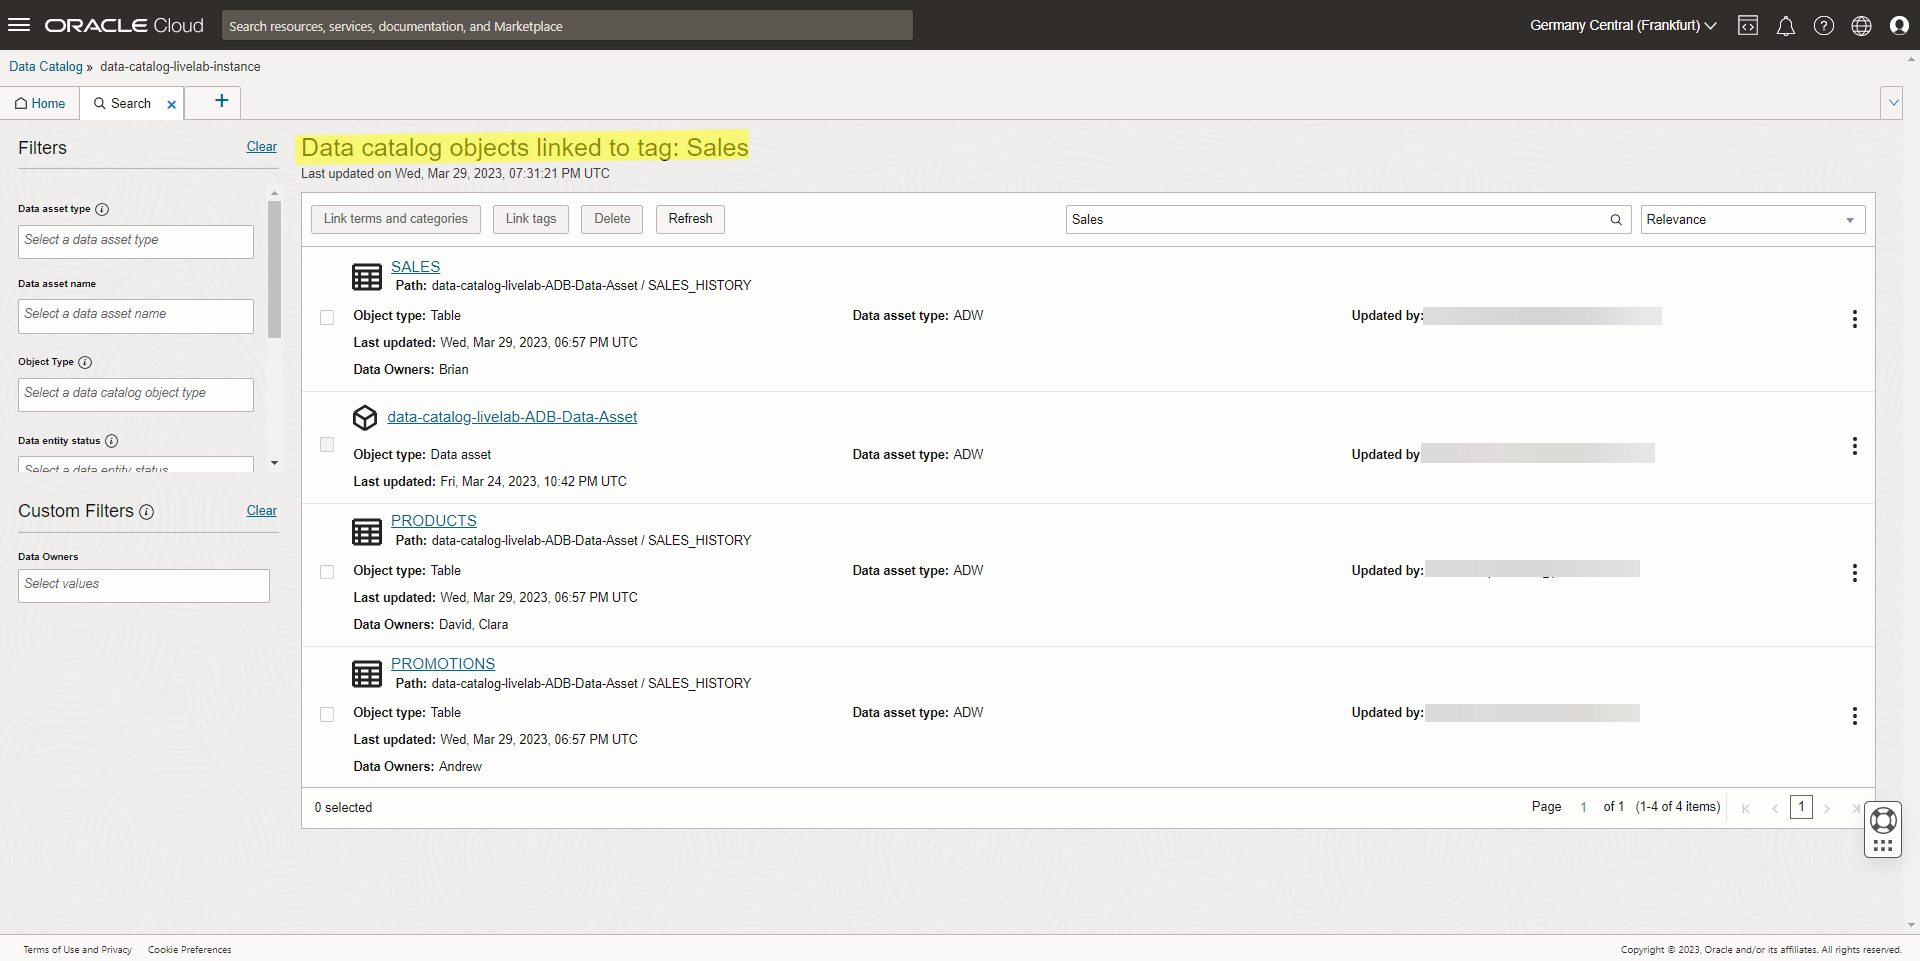 ORACLE Cloud
Search resources, services, documentation, and Marketplace
Germany Central (Frankfurt)
Data Catalog » data-catalog-livelab-instance
Home
Search
Filters
Clear
Data asset type
Select a data asset type
Data asset name
Select a data asset name
Object Type
Select a data catalog object type
Data entity status
Select a data entity status
Custom Filters
Clear
Data Owners
Select values
Data catalog objects linked to tag: Sales
Last updated on Wed, Mar 29, 2023, 07:31:21 PM UTC
Link terms and categories
Link tags
Delete
Refresh
Sales
Relevance
SALES
Path: data-catalog-livelab-ADB-Data-Asset / SALES_HISTORY
Object type: Table
Data asset type: ADW
Updated by:
Last updated: Wed, Mar 29, 2023, 06:57 PM UTC
Data Owners: Brian
data-catalog-livelab-ADB-Data-Asset
Object type: Data asset
Data asset type: ADW
Updated by
Last updated: Fri, Mar 24, 2023, 10:42 PM UTC
PRODUCTS
Path: data-catalog-livelab-ADB-Data-Asset / SALES_HISTORY
Object type: Table
Data asset type: ADW
Updated by:
Last updated: Wed, Mar 29, 2023, 06:57 PM UTC
Data Owners: David, Clara
PROMOTIONS
Path: data-catalog-livelab-ADB-Data-Asset / SALES_HISTORY
Object type: Table
Data asset type: ADW
Updated by:
Last updated: Wed, Mar 29, 2023, 06:57 PM UTC
Data Owners: Andrew
0 selected
Page 1 of 1 (1-4 of 4 items)
1
Terms of Use and Privacy
Cookie Preferences
Copyright © 2023, Oracle and/or its affiliates. All rights reserved.